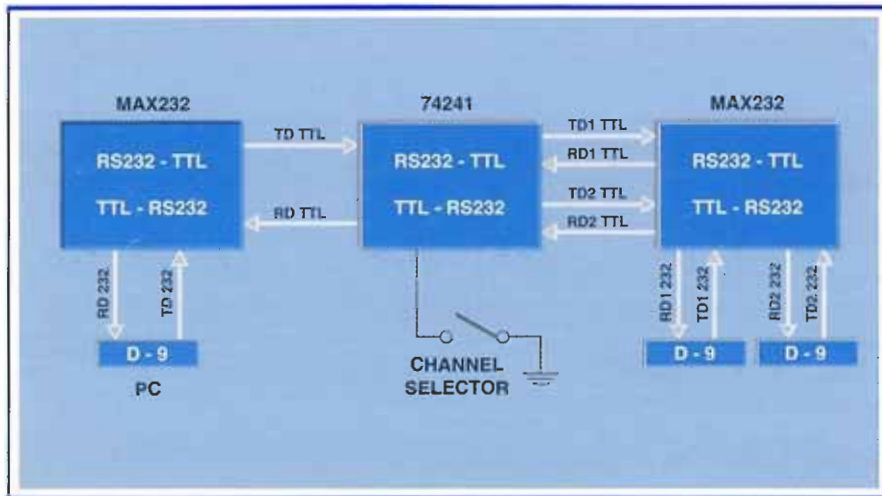 MAX232
74241
MAX232
RS232 - TTL
TTL - RS232
TD TTL
RD TTL
RS232 - TTL
TTL - RS232
TD1 TTL
RD1 TTL
TD2 TTL
RD2 TTL
RS232 - TTL
TTL - RS232
RD 232
TD 232
D - 9
PC
CHANNEL
SELECTOR
RD1 232
TD1 232
RD2 232
TD2 232
D - 9
D - 9